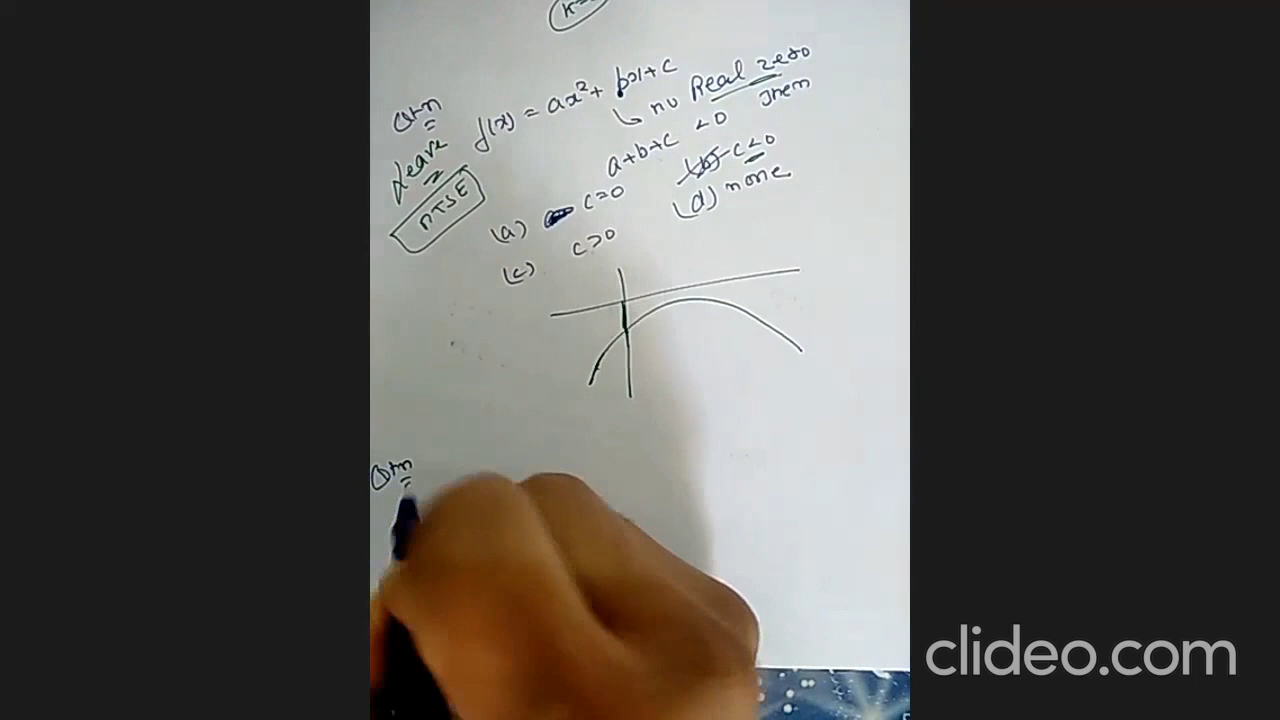 Qtn
f(x) = ax² + bx + c
↳ no Real zero
Then
Leave
NTSE
a+b+c < 0
(a) c=0
(b) c<0
(c) c>0
(d) none
Qtn
clideo.com